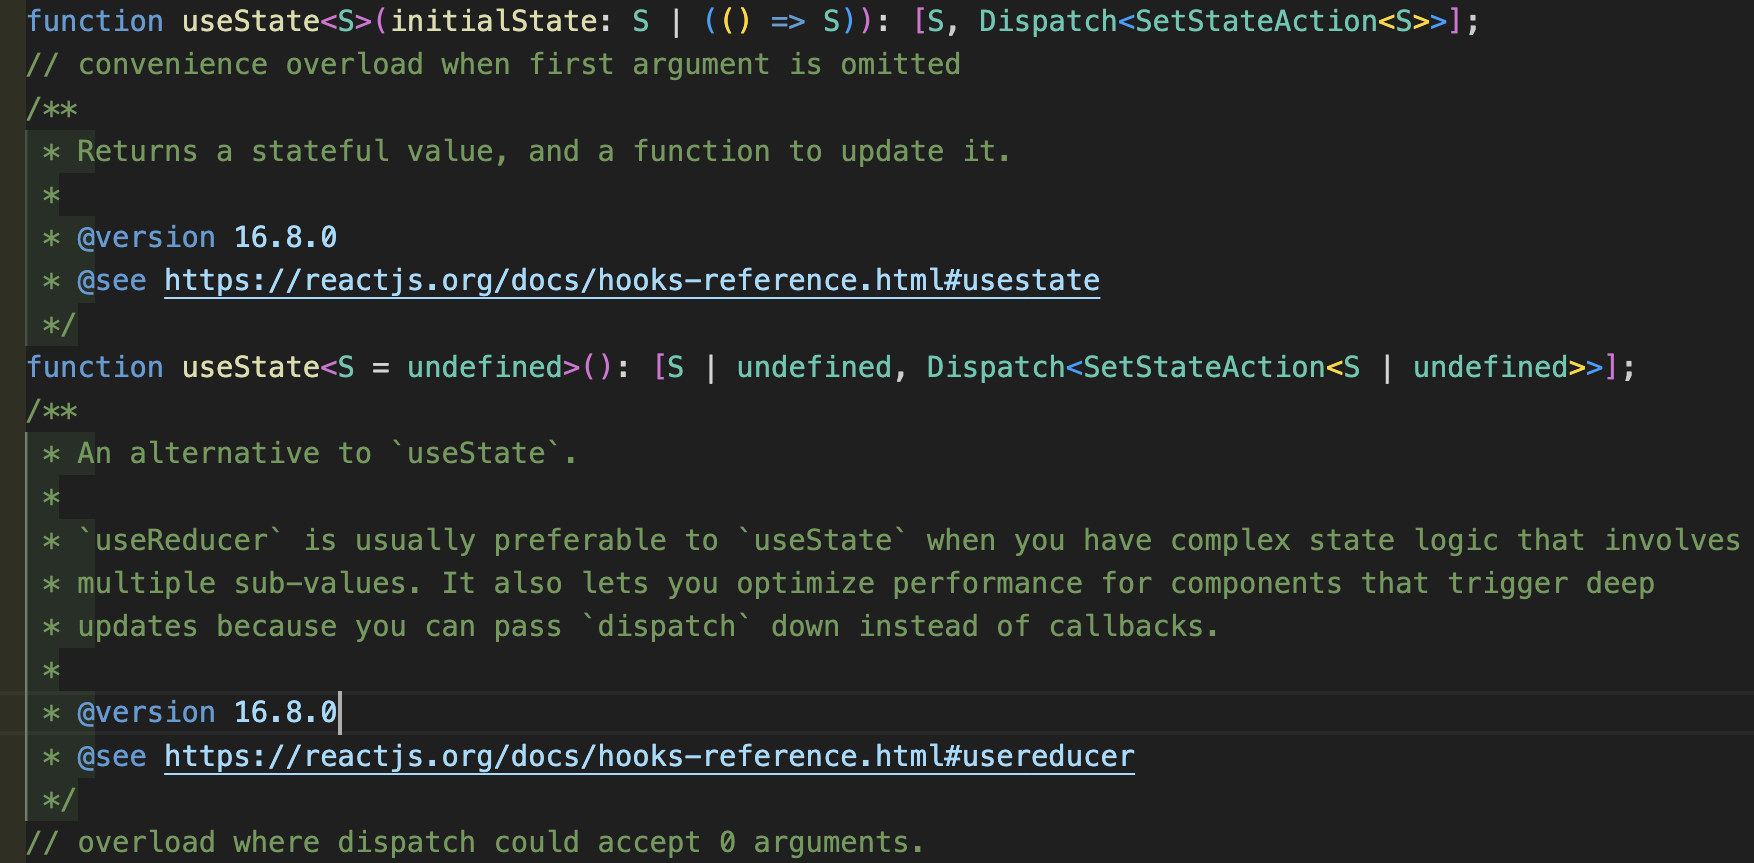 function useState<S>(initialState: S | (() => S)): [S, Dispatch<SetStateAction<S>>];
// convenience overload when first argument is omitted
/**
 * Returns a stateful value, and a function to update it.
 *
 * @version 16.8.0
 * @see https://reactjs.org/docs/hooks-reference.html#usestate
 */
function useState<S = undefined>(): [S | undefined, Dispatch<SetStateAction<S | undefined>>];
/**
 * An alternative to `useState`.
 *
 * `useReducer` is usually preferable to `useState` when you have complex state logic that involves
 * multiple sub-values. It also lets you optimize performance for components that trigger deep
 * updates because you can pass `dispatch` down instead of callbacks.
 *
 * @version 16.8.0
 * @see https://reactjs.org/docs/hooks-reference.html#usereducer
 */
// overload where dispatch could accept 0 arguments.